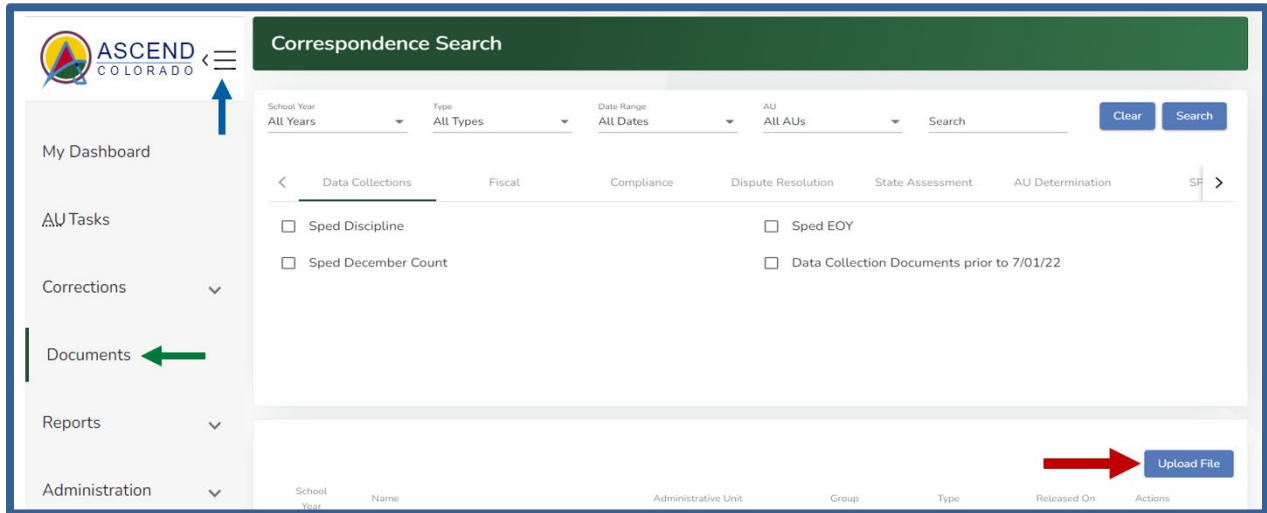 ASCEND
COLORADO
Correspondence Search
School Year
Type
Date Range
AU
All Years
All Types
All Dates
All AUs
Search
Clear
Search
My Dashboard
AU Tasks
Corrections
Documents
Reports
Administration
Data Collections
Fiscal
Compliance
Dispute Resolution
State Assessment
AU Determination
Sped Discipline
Sped EOY
Sped December Count
Data Collection Documents prior to 7/01/22
Upload File
School Year
Name
Administrative Unit
Group
Type
Released On
Actions